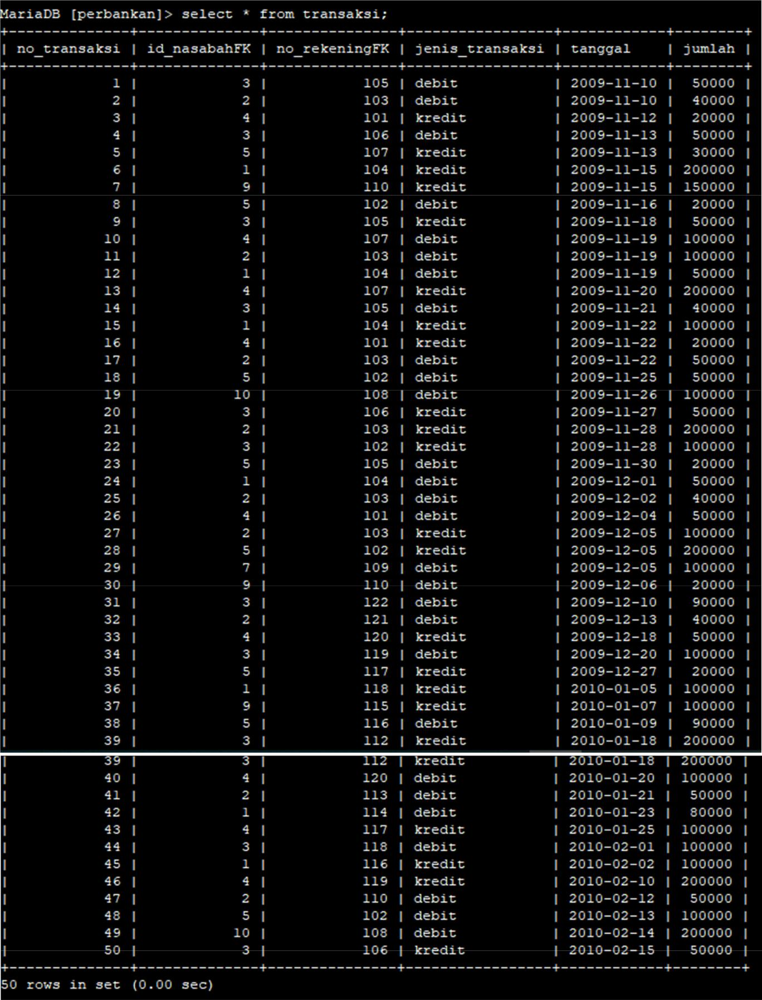 MariaDB [perbankan]> select * from transaksi;
+--------------+--------------+---------------+-----------------+------------+--------+
| no_transaksi | id_nasabahFK | no_rekeningFK | jenis_transaksi | tanggal    | jumlah |
+--------------+--------------+---------------+-----------------+------------+--------+
|            1 |            3 |           105 | debit           | 2009-11-10 |  50000 |
|            2 |            2 |           103 | debit           | 2009-11-10 |  40000 |
|            3 |            4 |           101 | kredit          | 2009-11-12 |  20000 |
|            4 |            3 |           106 | debit           | 2009-11-13 |  50000 |
|            5 |            5 |           107 | kredit          | 2009-11-13 |  30000 |
|            6 |            1 |           104 | kredit          | 2009-11-15 | 200000 |
|            7 |            9 |           110 | kredit          | 2009-11-15 | 150000 |
|            8 |            5 |           102 | debit           | 2009-11-16 |  20000 |
|            9 |            3 |           105 | kredit          | 2009-11-18 |  50000 |
|           10 |            4 |           107 | debit           | 2009-11-19 | 100000 |
|           11 |            2 |           103 | debit           | 2009-11-19 | 100000 |
|           12 |            1 |           104 | debit           | 2009-11-19 |  50000 |
|           13 |            4 |           107 | kredit          | 2009-11-20 | 200000 |
|           14 |            3 |           105 | debit           | 2009-11-21 |  40000 |
|           15 |            1 |           104 | kredit          | 2009-11-22 | 100000 |
|           16 |            4 |           101 | kredit          | 2009-11-22 |  20000 |
|           17 |            2 |           103 | debit           | 2009-11-22 |  50000 |
|           18 |            5 |           102 | debit           | 2009-11-25 |  50000 |
|           19 |           10 |           108 | debit           | 2009-11-26 | 100000 |
|           20 |            3 |           106 | kredit          | 2009-11-27 |  50000 |
|           21 |            2 |           103 | kredit          | 2009-11-28 | 200000 |
|           22 |            3 |           102 | kredit          | 2009-11-28 | 100000 |
|           23 |            5 |           105 | debit           | 2009-11-30 |  20000 |
|           24 |            1 |           104 | debit           | 2009-12-01 |  50000 |
|           25 |            2 |           103 | debit           | 2009-12-02 |  40000 |
|           26 |            4 |           101 | debit           | 2009-12-04 |  50000 |
|           27 |            2 |           103 | kredit          | 2009-12-05 | 100000 |
|           28 |            5 |           102 | kredit          | 2009-12-05 | 200000 |
|           29 |            7 |           109 | debit           | 2009-12-05 | 100000 |
|           30 |            9 |           110 | debit           | 2009-12-06 |  20000 |
|           31 |            3 |           122 | debit           | 2009-12-10 |  90000 |
|           32 |            2 |           121 | debit           | 2009-12-13 |  40000 |
|           33 |            4 |           120 | kredit          | 2009-12-18 |  50000 |
|           34 |            3 |           119 | debit           | 2009-12-20 | 100000 |
|           35 |            5 |           117 | kredit          | 2009-12-27 |  20000 |
|           36 |            1 |           118 | kredit          | 2010-01-05 | 100000 |
|           37 |            9 |           115 | kredit          | 2010-01-07 | 100000 |
|           38 |            5 |           116 | debit           | 2010-01-09 |  90000 |
|           39 |            3 |           112 | kredit          | 2010-01-18 | 200000 |
|           39 |            3 |           112 | kredit          | 2010-01-18 | 200000 |
|           40 |            4 |           120 | debit           | 2010-01-20 | 100000 |
|           41 |            2 |           113 | debit           | 2010-01-21 |  50000 |
|           42 |            1 |           114 | debit           | 2010-01-23 |  80000 |
|           43 |            4 |           117 | kredit          | 2010-01-25 | 100000 |
|           44 |            3 |           118 | debit           | 2010-02-01 | 100000 |
|           45 |            1 |           116 | kredit          | 2010-02-02 | 100000 |
|           46 |            4 |           119 | kredit          | 2010-02-10 | 200000 |
|           47 |            2 |           110 | debit           | 2010-02-12 |  50000 |
|           48 |            5 |           102 | debit           | 2010-02-13 | 100000 |
|           49 |           10 |           108 | debit           | 2010-02-14 | 200000 |
|           50 |            3 |           106 | kredit          | 2010-02-15 |  50000 |
+--------------+--------------+---------------+-----------------+------------+--------+
50 rows in set (0.00 sec)